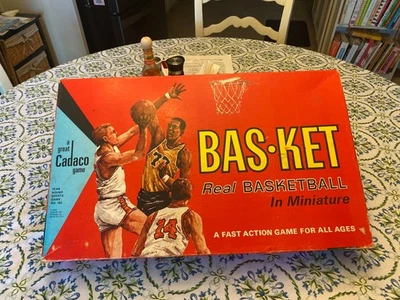 a
great
Cadaco
game
BAS•KET
Real BASKETBALL
In Miniature
A FAST ACTION GAME FOR ALL AGES
14